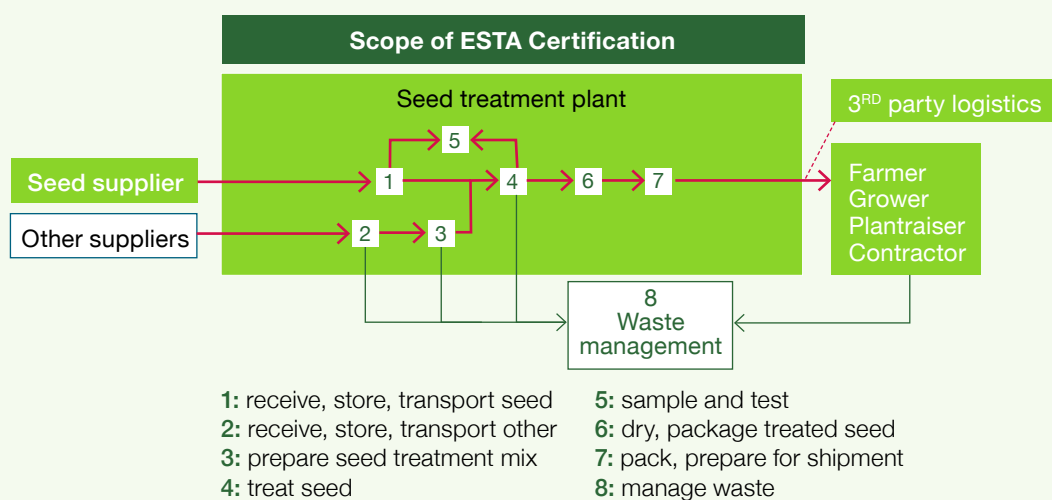 Scope of ESTA Certification
Seed treatment plant
3RD party logistics
5
Seed supplier
1
4
6
7
Farmer
Grower
Plantraiser
Contractor
Other suppliers
2
3
8
Waste
management
1: receive, store, transport seed
2: receive, store, transport other
3: prepare seed treatment mix
4: treat seed
5: sample and test
6: dry, package treated seed
7: pack, prepare for shipment
8: manage waste